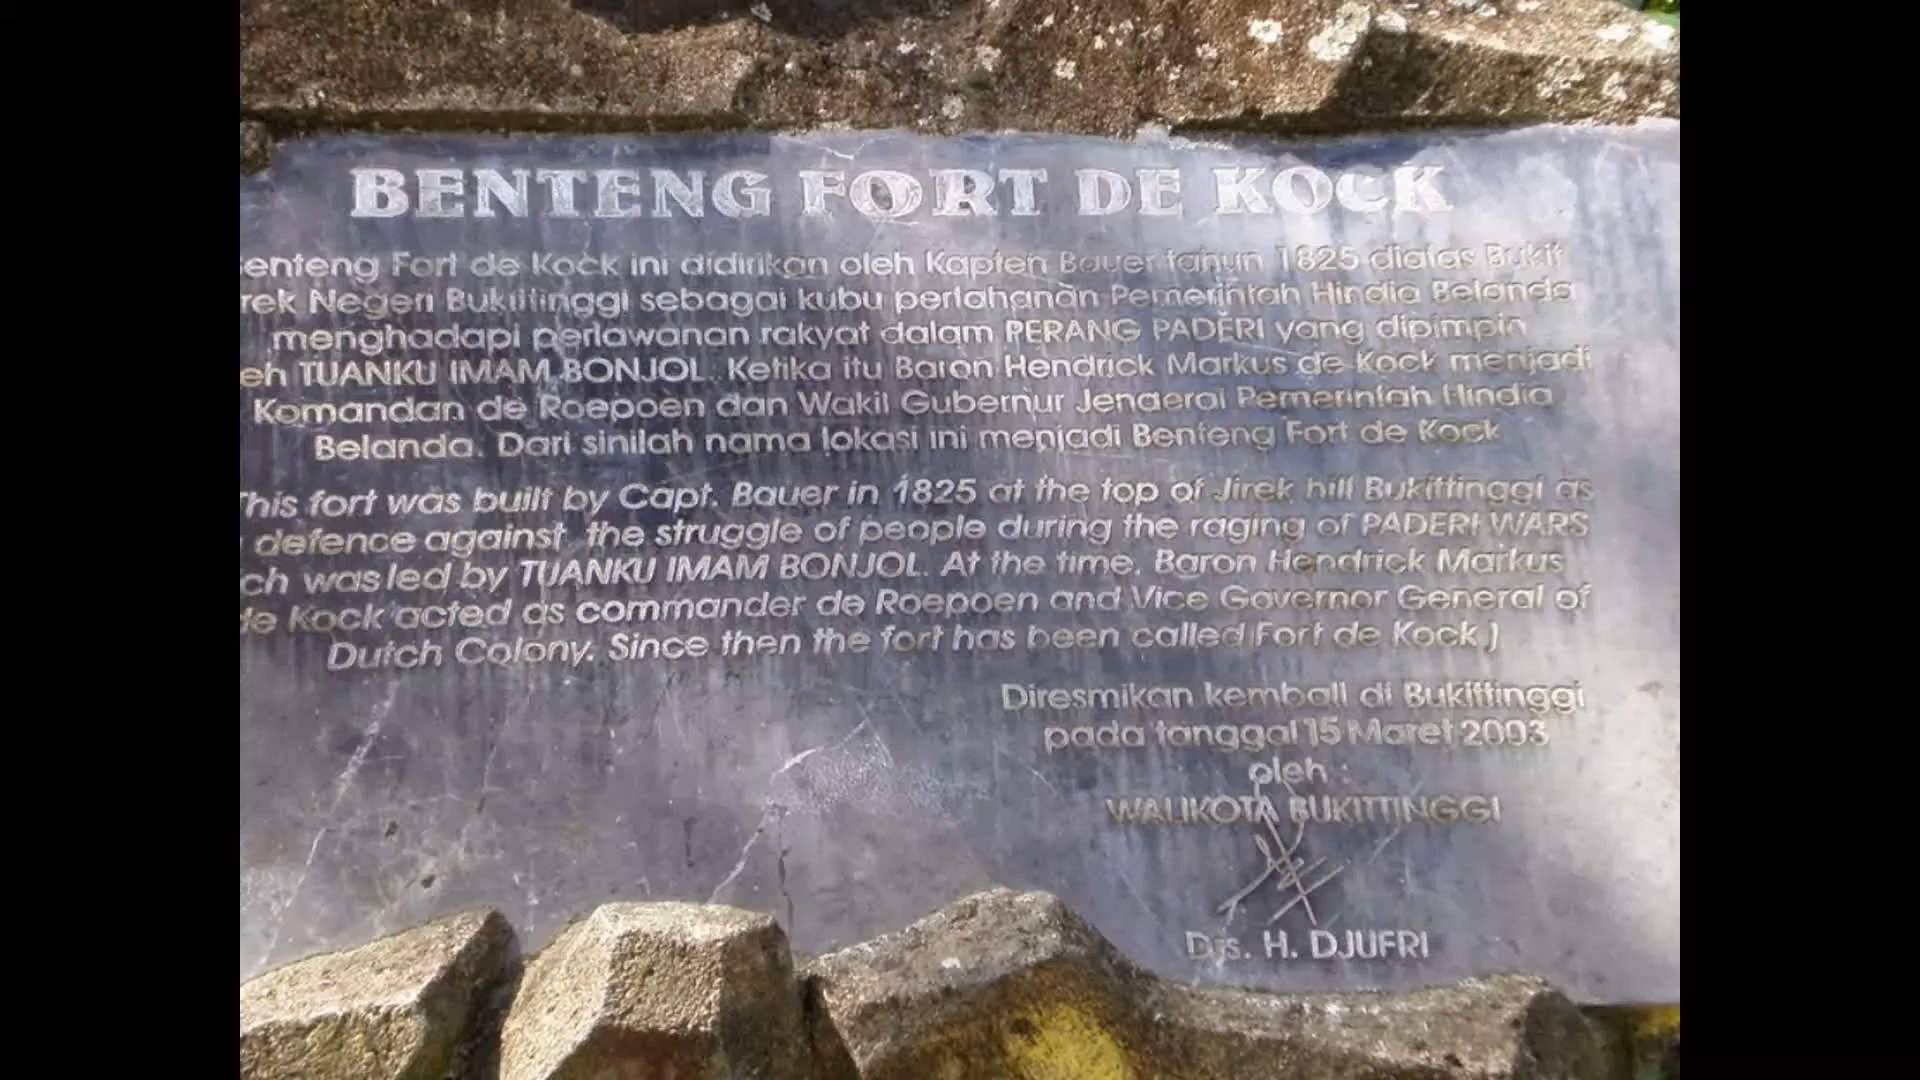 BENTENG FORT DE KOCK
enteng Fort de Kock ini didirikan oleh Kapten Bauer tahun 1825 diatas Bukit
rek Negeri Bukittinggi sebagai kubu pertahanan Pemerintah Hindia Belanda
menghadapi perlawanan rakyat dalam PERANG PADERI yang dipimpin
eh TUANKU IMAM BONJOL. Ketika itu Baron Hendrick Markus de Kock menjadi
Komandan de Roepoen dan Wakil Gubernur Jenderal Pemerintah Hindia
Belanda. Dari sinilah nama lokasi ini menjadi Benteng Fort de Kock
This fort was built by Capt. Bauer in 1825 at the top of Jirek hill Bukittinggi as
defence against the struggle of people during the raging of PADERI WARS
ch was led by TUANKU IMAM BONJOL. At the time, Baron Hendrick Markus
de Kock acted as commander de Roepoen and Vice Governor General of
Dutch Colony. Since then the fort has been called Fort de Kock )
Diresmikan kembali di Bukittinggi
pada tanggal 15 Maret 2003
oleh :
WALIKOTA BUKITTINGGI
Drs. H. DJUFRI